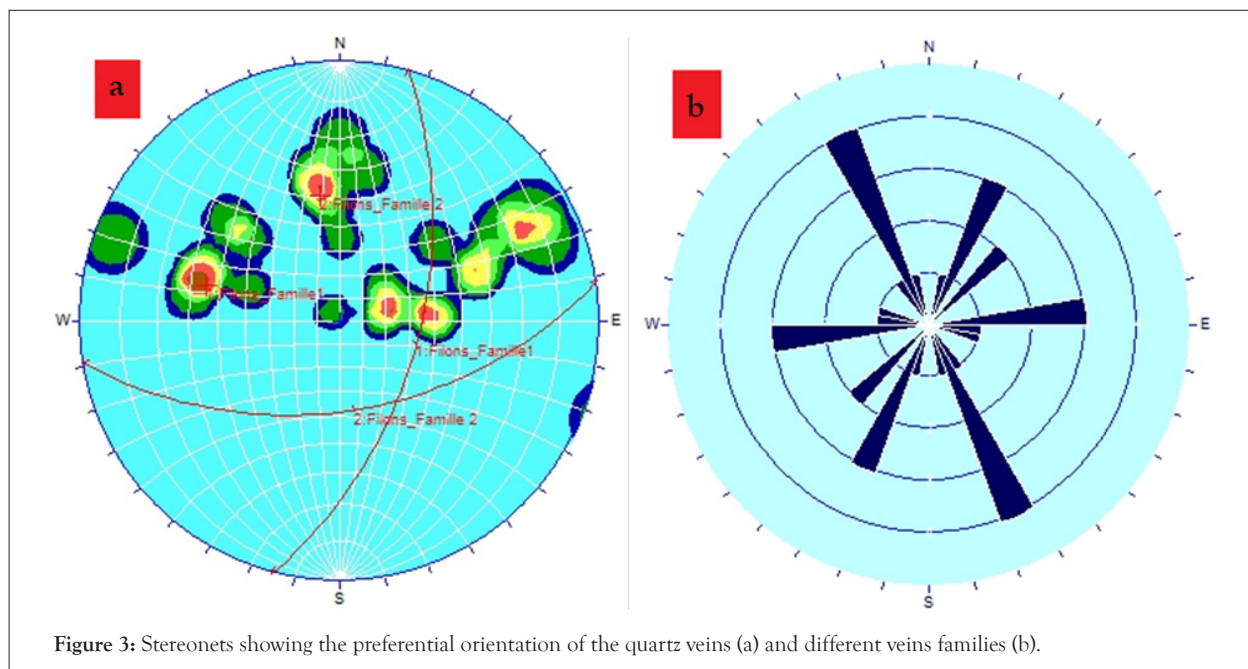 a
N
W
E
S
2:Filons_Famille 2
Famille1
1:Filons_Famille1
2:Filons_Famille 2
b
N
W
E
S
Figure 3: Stereonets showing the preferential orientation of the quartz veins (a) and different veins families (b).